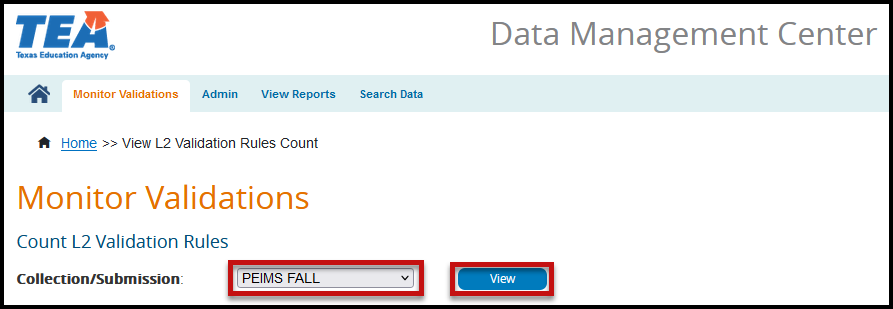 TEA
Texas Education Agency
Data Management Center
Monitor Validations Admin View Reports Search Data
Home >> View L2 Validation Rules Count
Monitor Validations
Count L2 Validation Rules
Collection/Submission: PEIMS FALL View